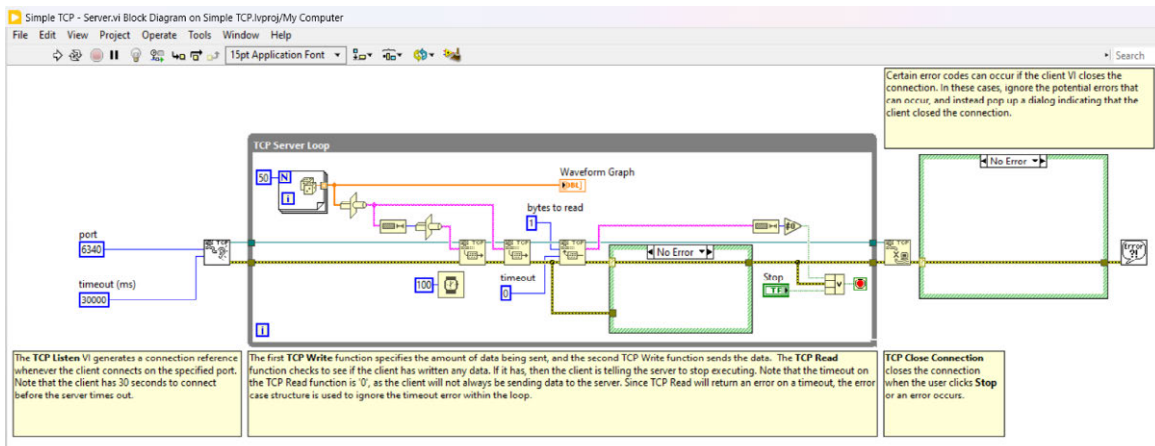 Simple TCP - Server.vi Block Diagram on Simple TCP.lvproj/My Computer
File Edit View Project Operate Tools Window Help
15pt Application Font
Search
Certain error codes can occur if the client VI closes the
connection. In these cases, ignore the potential errors that
can occur, and instead pop up a dialog indicating that the
client closed the connection.
TCP Server Loop
50
N
i
Waveform Graph
DBL
bytes to read
1
No Error
port
6340
TCP
TCP
TCP
TCP
TCP
No Error
Error
?!
timeout (ms)
30000
100
timeout
0
Stop
TF
i
The TCP Listen VI generates a connection reference
whenever the client connects on the specified port.
Note that the client has 30 seconds to connect
before the server times out.
The first TCP Write function specifies the amount of data being sent, and the second TCP Write function sends the data. The TCP Read
function checks to see if the client has written any data. If it has, then the client is telling the server to stop executing. Note that the timeout on
the TCP Read function is '0', as the client will not always be sending data to the server. Since TCP Read will return an error on a timeout, the error
case structure is used to ignore the timeout error within the loop.
TCP Close Connection
closes the connection
when the user clicks Stop
or an error occurs.